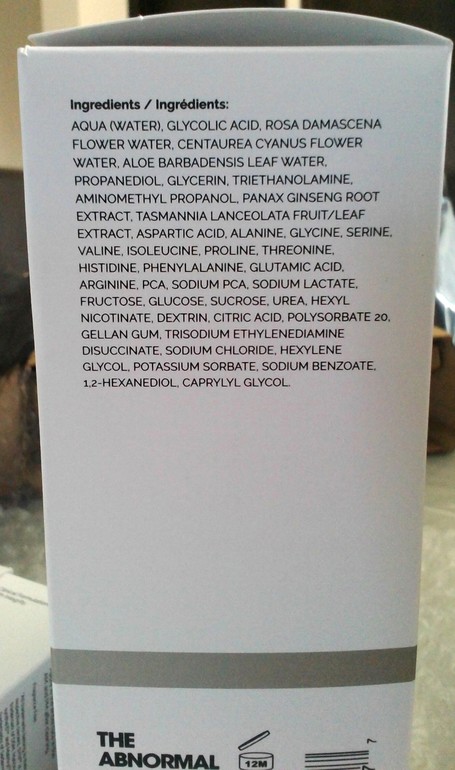 Ingredients / Ingrédients:
AQUA (WATER), GLYCOLIC ACID, ROSA DAMASCENA
FLOWER WATER, CENTAUREA CYANUS FLOWER
WATER, ALOE BARBADENSIS LEAF WATER,
PROPANEDIOL, GLYCERIN, TRIETHANOLAMINE,
AMINOMETHYL PROPANOL, PANAX GINSENG ROOT
EXTRACT, TASMANNIA LANCEOLATA FRUIT/LEAF
EXTRACT, ASPARTIC ACID, ALANINE, GLYCINE, SERINE,
VALINE, ISOLEUCINE, PROLINE, THREONINE,
HISTIDINE, PHENYLALANINE, GLUTAMIC ACID,
ARGININE, PCA, SODIUM PCA, SODIUM LACTATE,
FRUCTOSE, GLUCOSE, SUCROSE, UREA, HEXYL
NICOTINATE, DEXTRIN, CITRIC ACID, POLYSORBATE 20,
GELLAN GUM, TRISODIUM ETHYLENEDIAMINE
DISUCCINATE, SODIUM CHLORIDE, HEXYLENE
GLYCOL, POTASSIUM SORBATE, SODIUM BENZOATE,
1,2-HEXANEDIOL, CAPRYLYL GLYCOL.
THE
ABNORMAL
12M
7